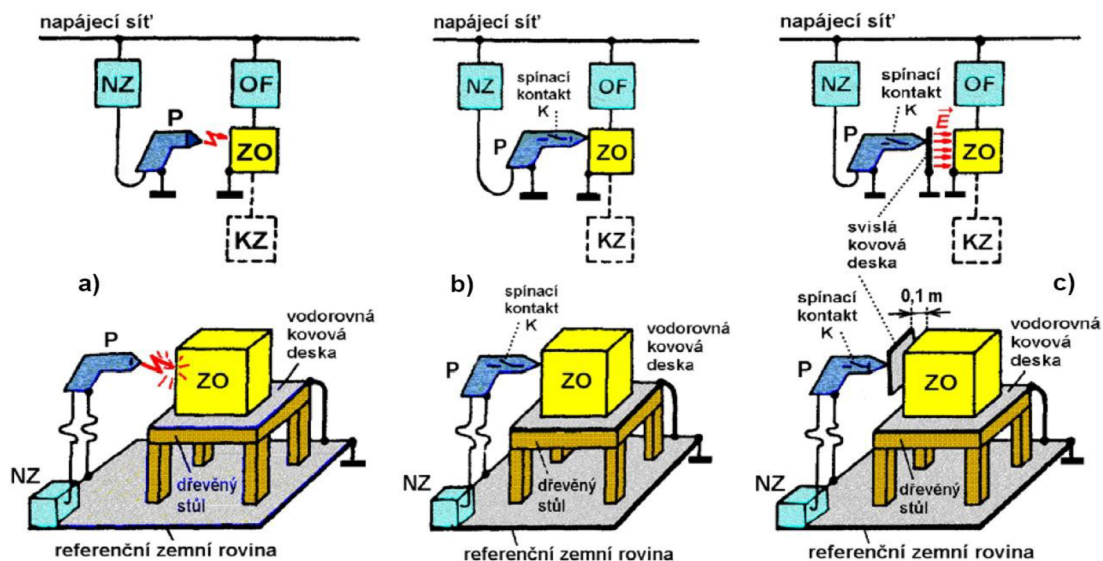 napájecí síť
NZ
OF
P
ZO
KZ
napájecí síť
NZ
spínací
kontakt
K
OF
P
ZO
KZ
napájecí síť
NZ
spínací
kontakt
K
OF
E
P
ZO
svislá
kovová
deska
KZ
a)
vodorovná
kovová
deska
P
ZO
NZ
dřevěný
stůl
referenční zemní rovina
b)
spínací
kontakt
K
vodorovná
kovová
deska
P
ZO
NZ
dřevěný
stůl
referenční zemní rovina
c)
0,1 m
spínací
kontakt
K
vodorovná
kovová
deska
P
ZO
NZ
dřevěný
stůl
referenční zemní rovina